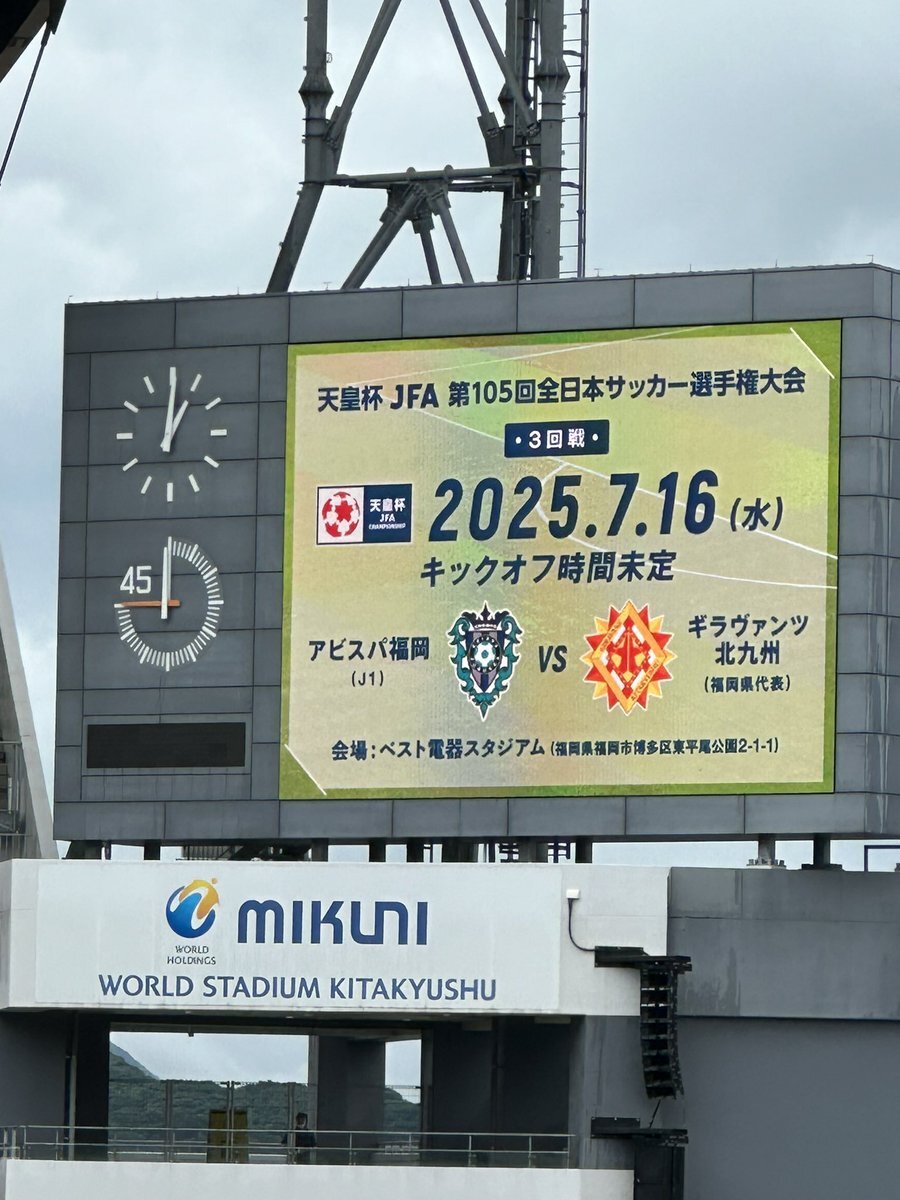 天皇杯 JFA 第105回全日本サッカー選手権大会
・3回戦・
天皇杯
JFA
CHAMPIONSHIP
2025.7.16(水)
キックオフ時間未定
アビスパ福岡
(J1)
VS
ギラヴァンツ
北九州
(福岡県代表)
会場:ベスト電器スタジアム(福岡県福岡市博多区東平尾公園2-1-1)
45
WORLD
HOLDINGS
MIKUNI
WORLD STADIUM KITAKYUSHU